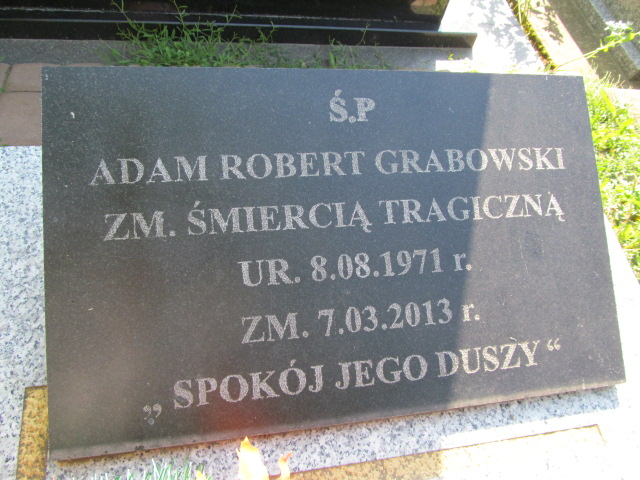 Ś.P
ADAM ROBERT GRABOWSKI
ZM. ŚMIERCIĄ TRAGICZNĄ
UR. 8.08.1971 r.
ZM. 7.03.2013 r.
„ SPOKÓJ JEGO DUSZY “